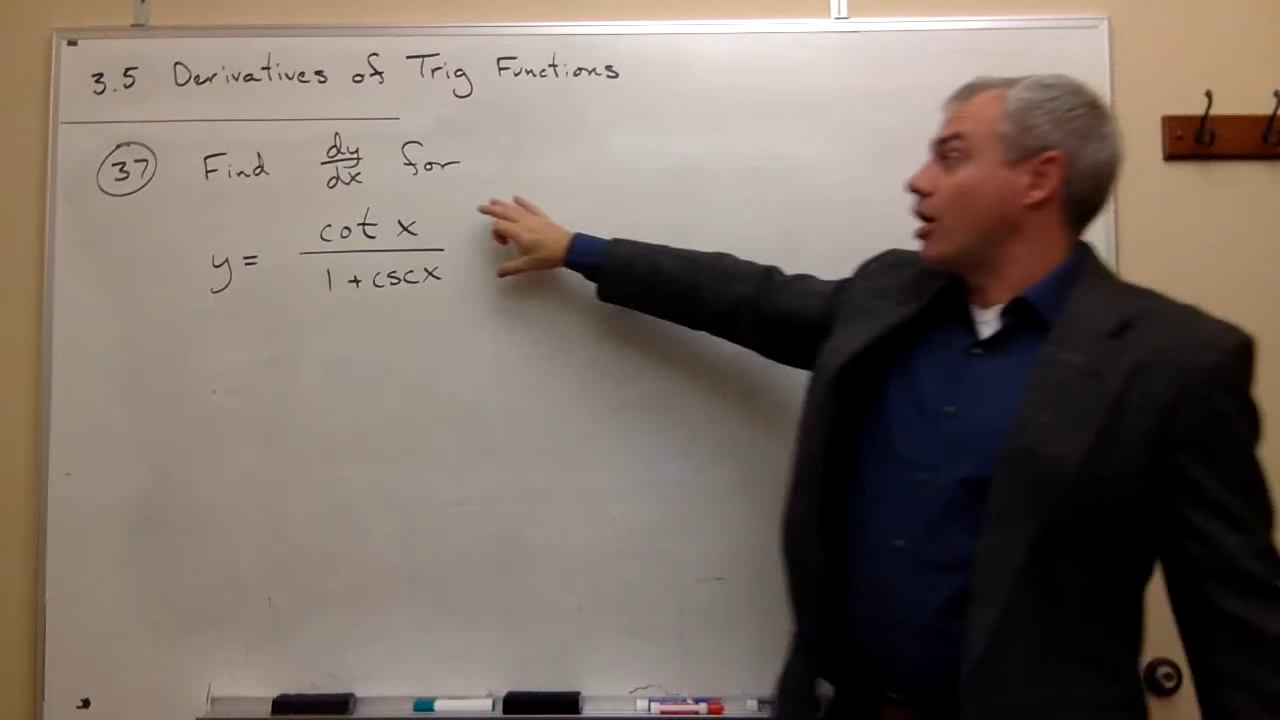 3.5 Derivatives of Trig Functions
37 Find dy/dx for
y = cot x / 1 + csc x